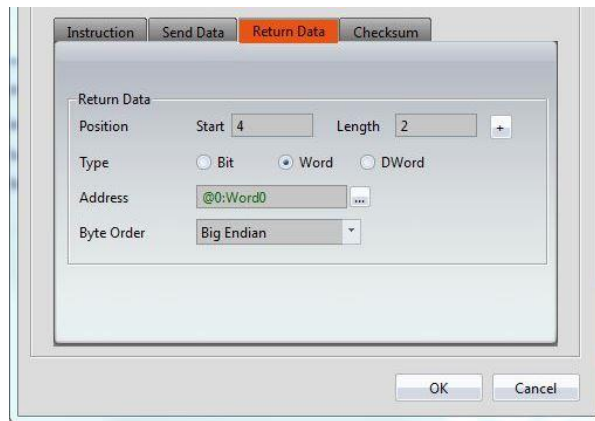 Instruction Send Data Return Data Checksum
Return Data
Position Start 4 Length 2 +
Type Bit Word DWord
Address @0:Word0 ...
Byte Order Big Endian
OK Cancel